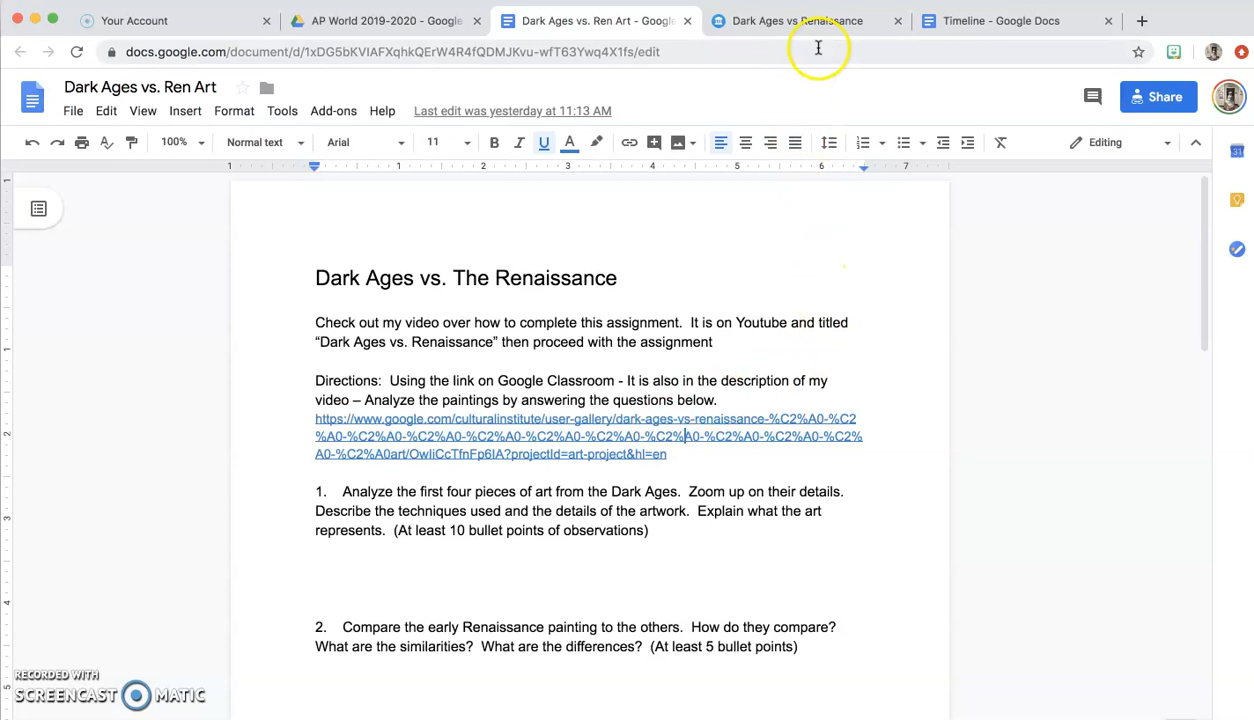 Your Account
AP World 2019-2020 - Google
Dark Ages vs. Ren Art - Google
Dark Ages vs Renaissance
Timeline - Google Docs
docs.google.com/document/d/1xDG5bKVIAFXqhkQErW4R4fQDMJKvu-wfT63Ywq4X1fs/edit
Dark Ages vs. Ren Art
File Edit View Insert Format Tools Add-ons Help Last edit was yesterday at 11:13 AM
Share
100% Normal text Arial 11 B I U A Editing
1 1 2 3 4 5 6 7
Dark Ages vs. The Renaissance
Check out my video over how to complete this assignment. It is on Youtube and titled
“Dark Ages vs. Renaissance” then proceed with the assignment
Directions: Using the link on Google Classroom - It is also in the description of my
video – Analyze the paintings by answering the questions below.
https://www.google.com/culturalinstitute/user-gallery/dark-ages-vs-renaissance-%C2%A0-%C2
%A0-%C2%A0-%C2%A0-%C2%A0-%C2%A0-%C2%A0-%C2%A0-%C2%A0-%C2%A0-%C2%A0-%C2%
A0-%C2%A0art/OwIiCcTfnFp6IA?projectId=art-project&hl=en
1. Analyze the first four pieces of art from the Dark Ages. Zoom up on their details.
Describe the techniques used and the details of the artwork. Explain what the art
represents. (At least 10 bullet points of observations)
2. Compare the early Renaissance painting to the others. How do they compare?
What are the similarities? What are the differences? (At least 5 bullet points)
RECORDED WITH
SCREENCAST MATIC